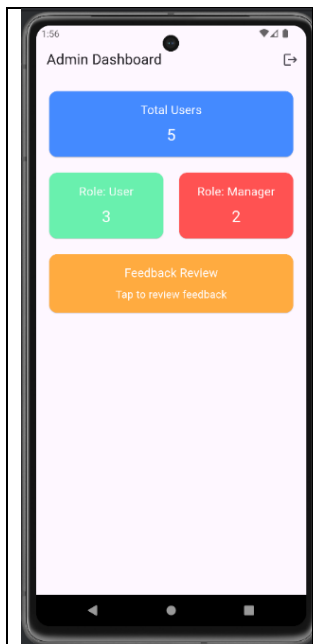 1:56
Admin Dashboard
Total Users
5
Role: User
3
Role: Manager
2
Feedback Review
Tap to review feedback